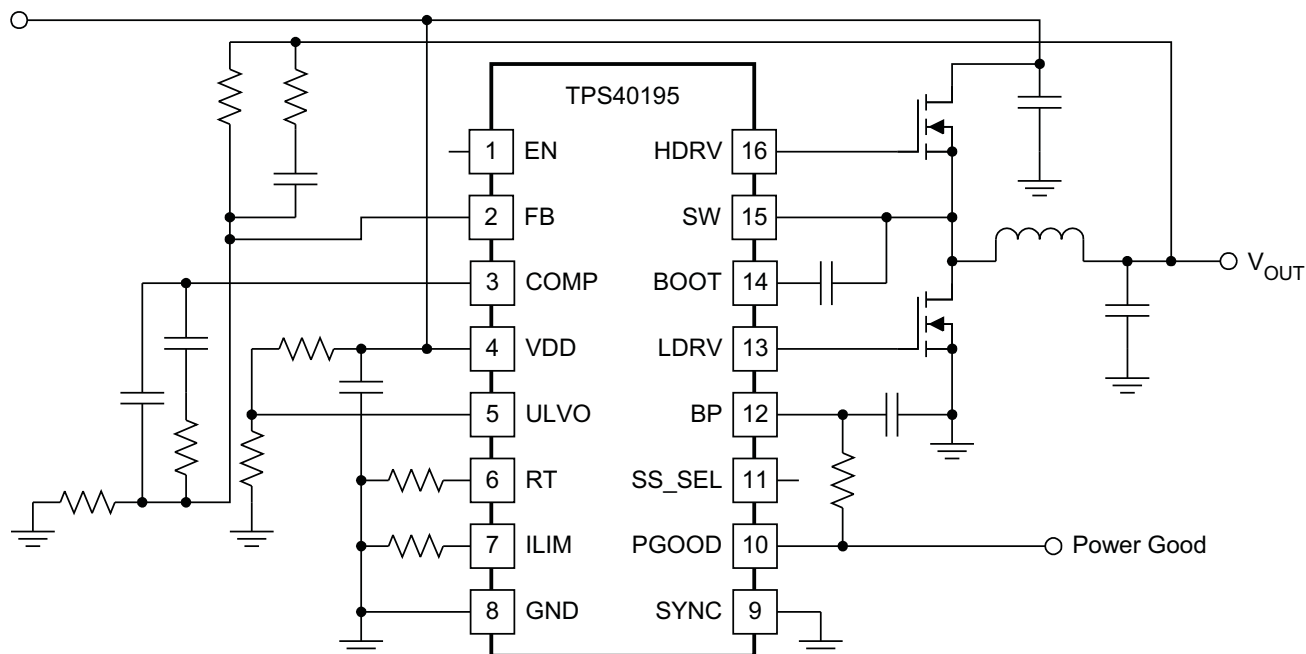 TPS40195
1 EN
HDRV 16
2 FB
SW 15
3 COMP
BOOT 14
VOUT
4 VDD
LDRV 13
5 ULVO
BP 12
6 RT
SS_SEL 11
7 ILIM
PGOOD 10
Power Good
8 GND
SYNC 9